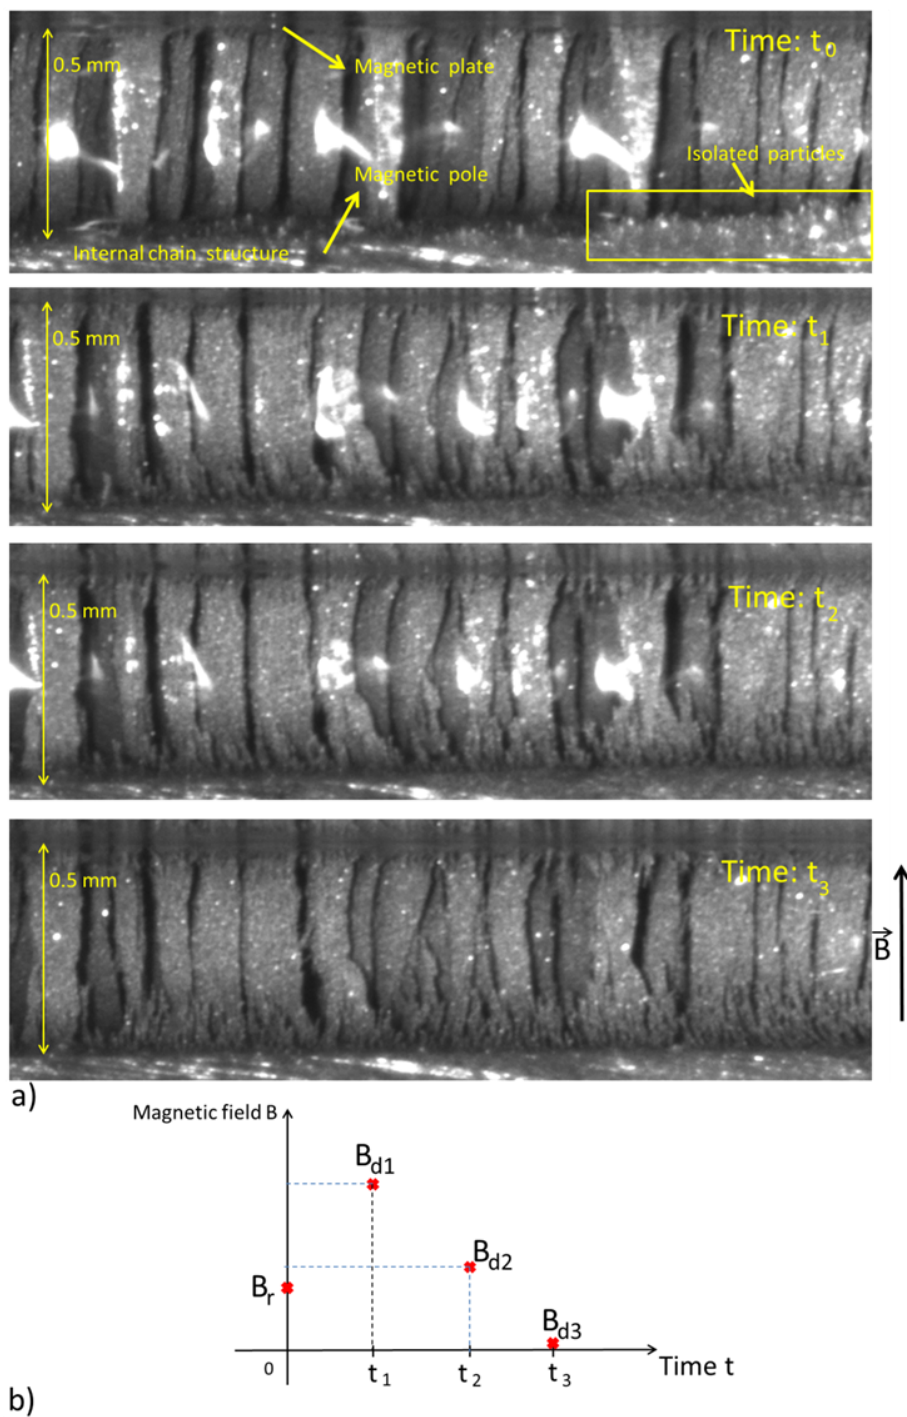 Time: t0
0.5 mm
Magnetic plate
Isolated particles
Magnetic pole
Internal chain structure
Time: t1
0.5 mm
Time: t2
0.5 mm
Time: t3
0.5 mm
B
a)
Magnetic field B
Bd1
Bd2
Br
Bd3
0
t1
t2
t3
Time t
b)